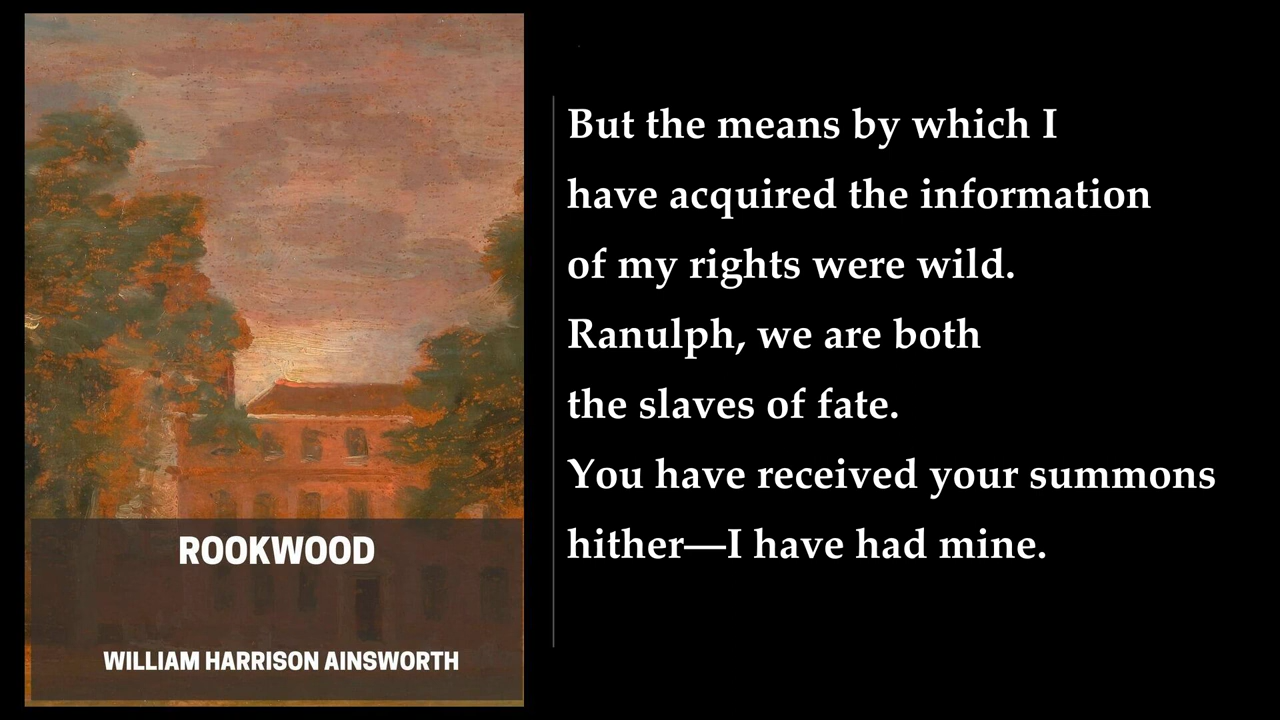 ROOKWOOD
WILLIAM HARRISON AINSWORTH
But the means by which I
have acquired the information
of my rights were wild.
Ranulph, we are both
the slaves of fate.
You have received your summons
hither—I have had mine.